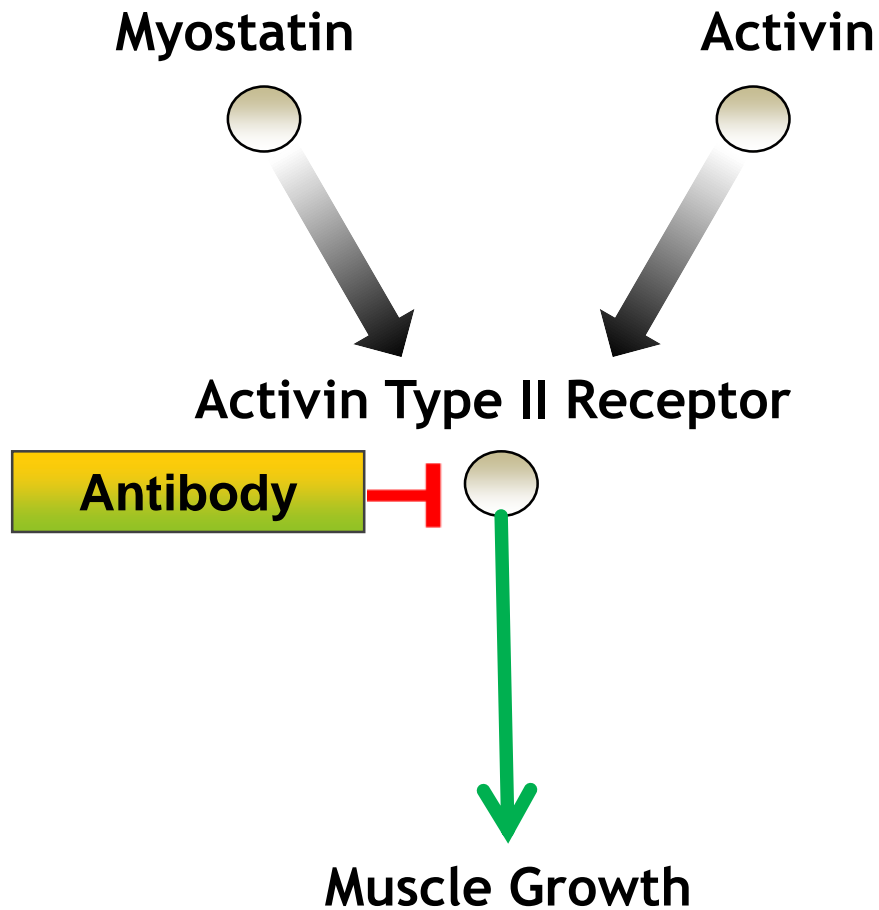 Myostatin
Activin
Activin Type II Receptor
Antibody
Muscle Growth